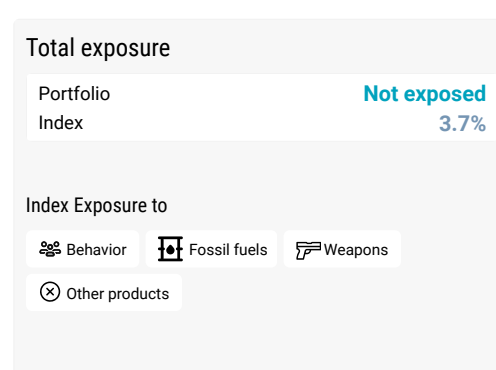 Total exposure
Portfolio Not exposed
Index 3.7%
Index Exposure to
Behavior Fossil fuels Weapons
Other products